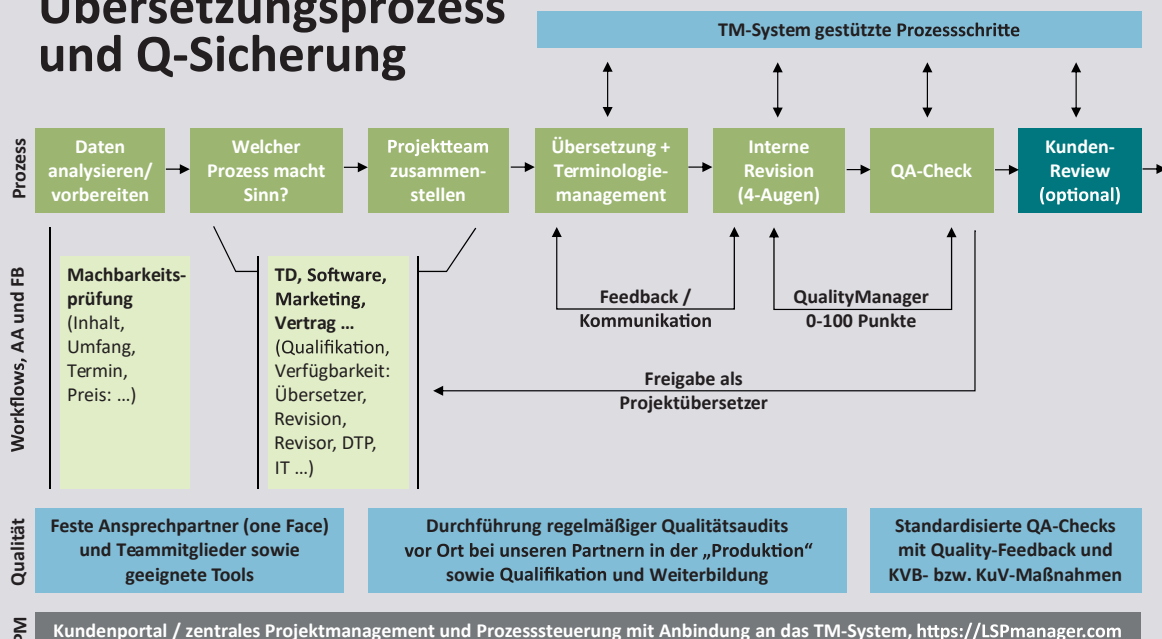 Übersetzungsprozess
und Q-Sicherung
TM-System gestützte Prozessschritte
Prozess
Daten
analysieren/
vorbereiten
Welcher
Prozess macht
Sinn?
Projektteam
zusammen-
stellen
Übersetzung +
Terminologie-
management
Interne
Revision
(4-Augen)
QA-Check
Kunden-
Review
(optional)
Workflows, AA und FB
Machbarkeits-
prüfung
(Inhalt,
Umfang,
Termin,
Preis: ...)
TD, Software,
Marketing,
Vertrag ...
(Qualifikation,
Verfügbarkeit:
Übersetzer,
Revision,
Revisor, DTP,
IT ...)
Feedback /
Kommunikation
QualityManager
0-100 Punkte
Freigabe als
Projektübersetzer
Qualität
Feste Ansprechpartner (one Face)
und Teammitglieder sowie
geeignete Tools
Durchführung regelmäßiger Qualitätsaudits
vor Ort bei unseren Partnern in der „Produktion“
sowie Qualifikation und Weiterbildung
Standardisierte QA-Checks
mit Quality-Feedback und
KVB- bzw. KuV-Maßnahmen
PM
Kundenportal / zentrales Projektmanagement und Prozesssteuerung mit Anbindung an das TM-System, https://LSPmanager.com